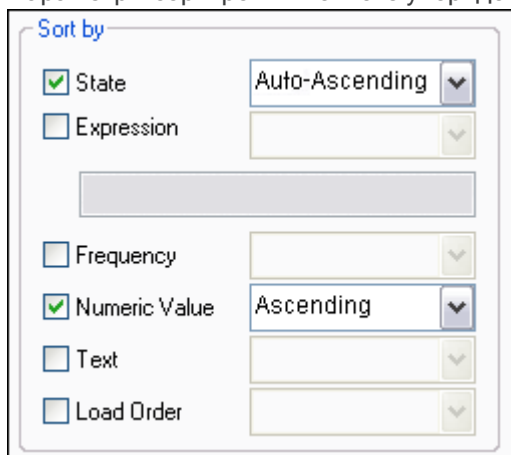 Sort by
State Auto-Ascending
Expression
Frequency
Numeric Value Ascending
Text
Load Order